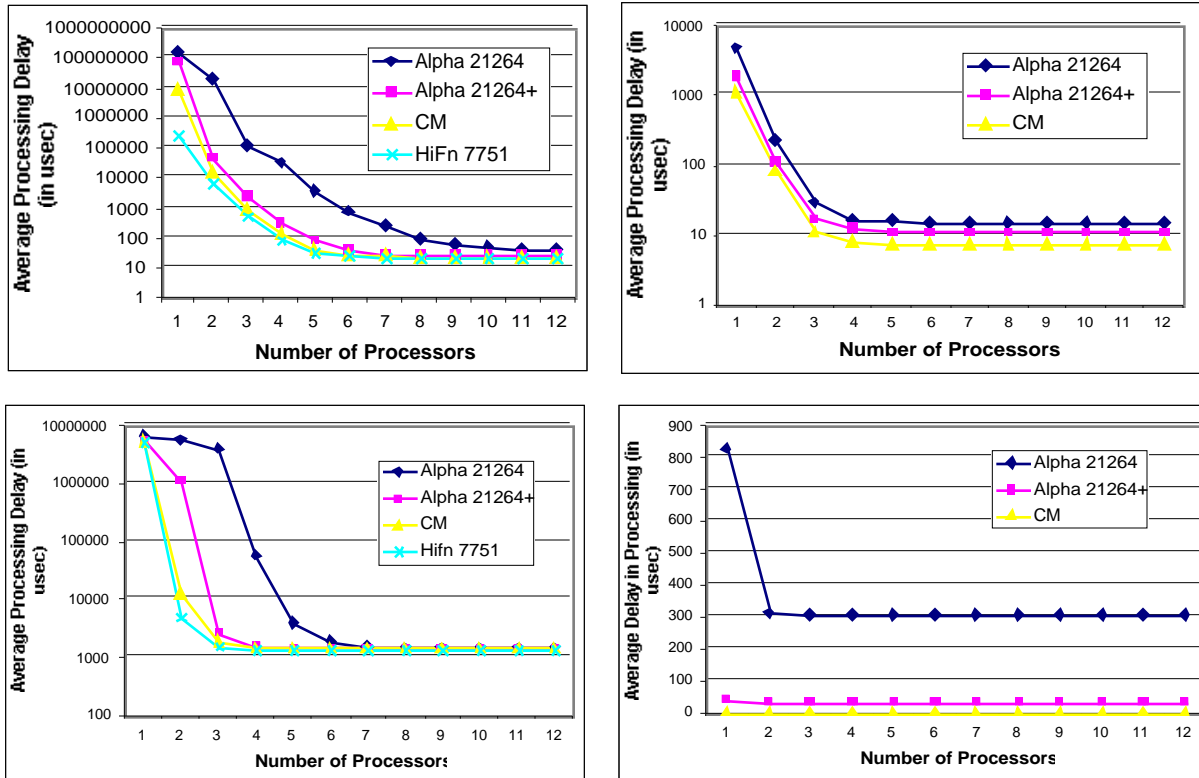 1000000000
100000000
10000000
1000000
100000
10000
1000
100
10
1
Average Processing Delay
(in usec)
Alpha 21264
Alpha 21264+
CM
HiFn 7751
1 2 3 4 5 6 7 8 9 10 11 12
Number of Processors
10000
1000
100
10
1
Average Processing Delay (in
usec)
Alpha 21264
Alpha 21264+
CM
1 2 3 4 5 6 7 8 9 10 11 12
Number of Processors
10000000
1000000
100000
10000
1000
100
Average Processing Delay (in
usec)
Alpha 21264
Alpha 21264+
CM
Hifn 7751
1 2 3 4 5 6 7 8 9 10 11 12
Number of Processors
900
800
700
600
500
400
300
200
100
0
Average Delay in Processing (in
usec)
Alpha 21264
Alpha 21264+
CM
1 2 3 4 5 6 7 8 9 10 11 12
Number of Processors